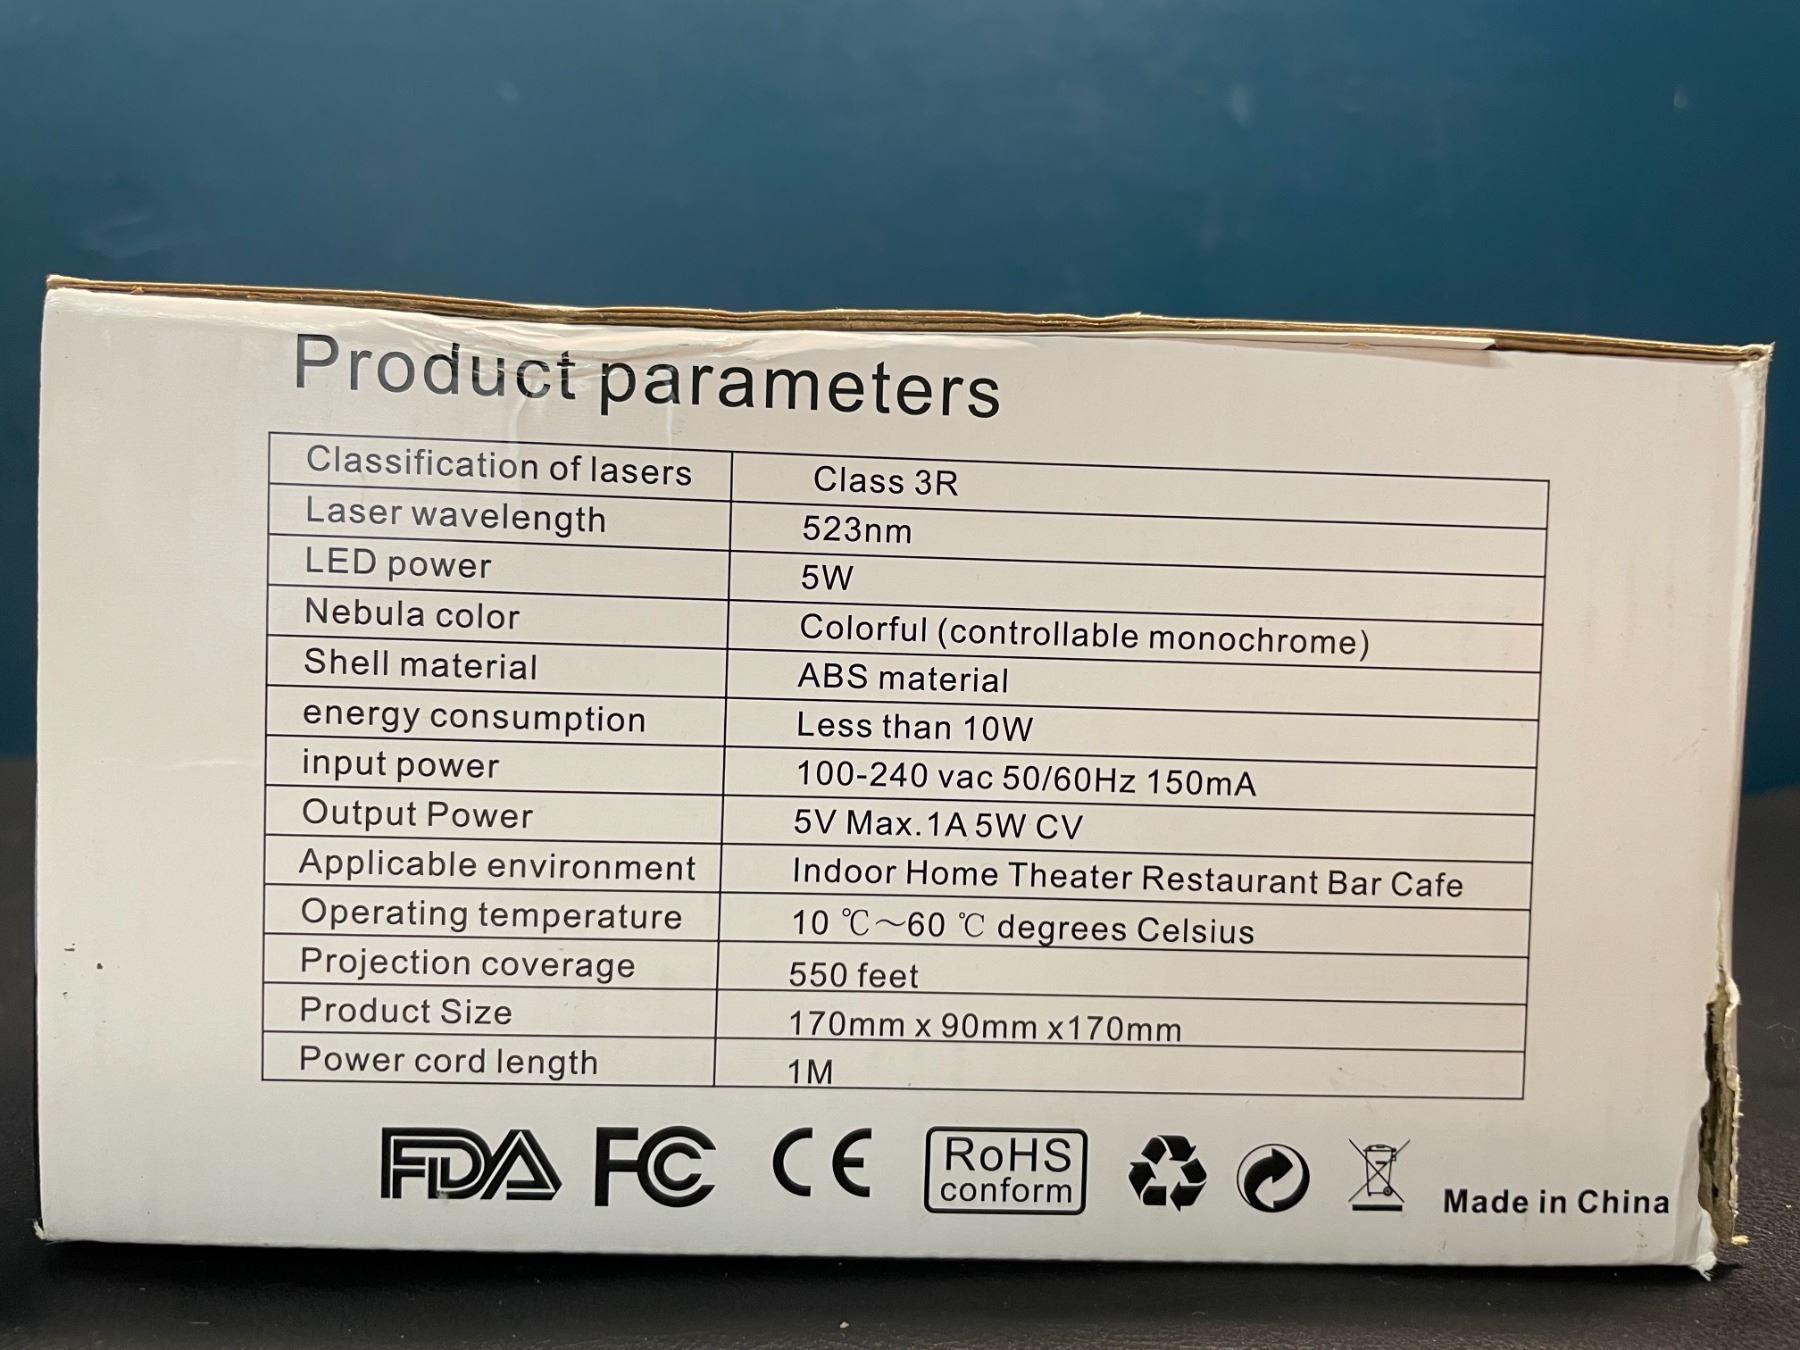 Product parameters
Classification of lasers Class 3R
Laser wavelength 523nm
LED power 5W
Nebula color Colorful (controllable monochrome)
Shell material ABS material
energy consumption Less than 10W
input power 100-240 vac 50/60Hz 150mA
Output Power 5V Max.1A 5W CV
Applicable environment Indoor Home Theater Restaurant Bar Cafe
Operating temperature 10 ℃~60 ℃ degrees Celsius
Projection coverage 550 feet
Product Size 170mm x 90mm x170mm
Power cord length 1M
FDA FC CE RoHS
conform
Made in China